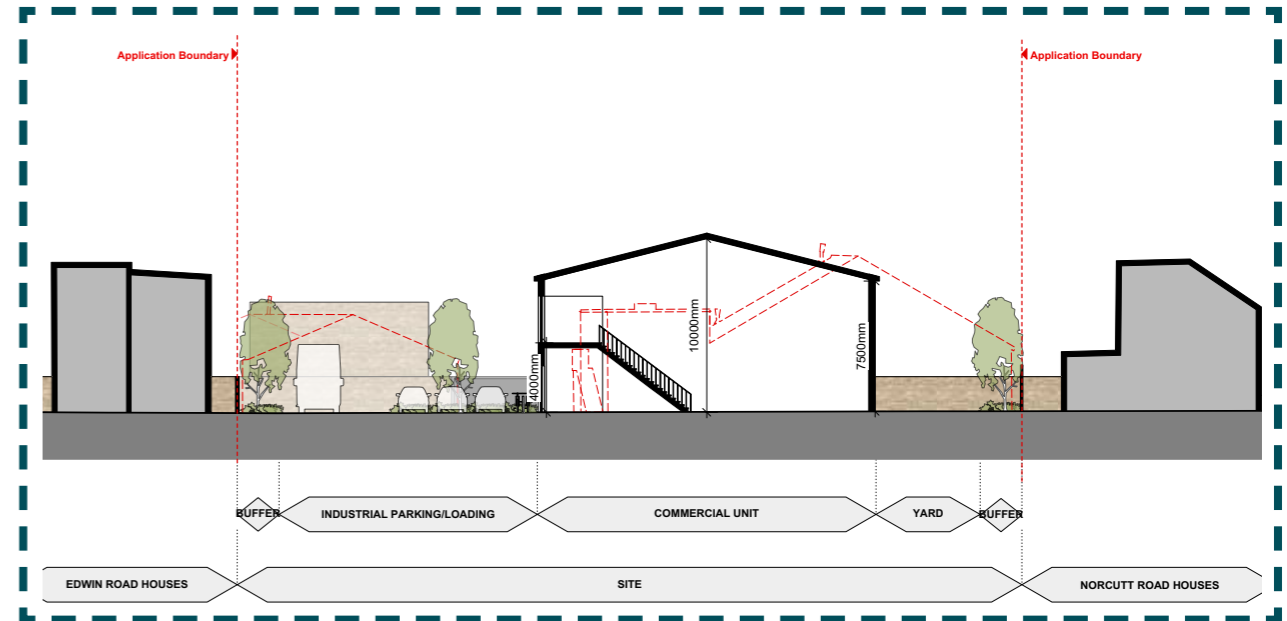 Application Boundary
Application Boundary
4000mm
10000mm
7500mm
BUFFER
INDUSTRIAL PARKING/LOADING
COMMERCIAL UNIT
YARD
BUFFER
EDWIN ROAD HOUSES
SITE
NORCUTT ROAD HOUSES